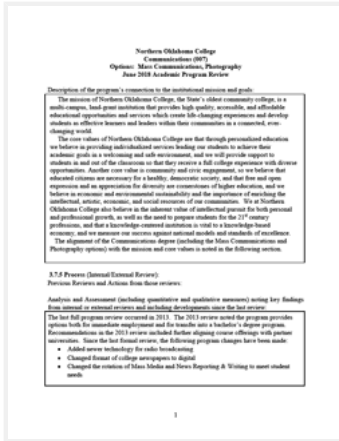 Northern Oklahoma College
Communications (007)
Options: Mass Communications, Photography
June 2018 Academic Program Review
Description of the program's connection to the institutional mission and goals:
The mission of Northern Oklahoma College, the State's oldest community college, is a
multi-campus, land-grant institution that provides high quality, accessible, and affordable
educational opportunities and services which create life-changing experiences and develop
students as effective learners and leaders within their communities in a connected, ever-
changing world.
The core values of Northern Oklahoma College are that through personalized education
we believe in providing individualized services leading our students to achieve their
academic goals in a welcoming and safe environment, and we will provide support to
students in and out of the classroom so that they receive a full college experience with diverse
opportunities. Another core value is community and civic engagement, so we believe that
educated citizens are necessary for a healthy, democratic society, and that free and open
expression and an appreciation for diversity are cornerstones of higher education, and we
believe in economic and environmental sustainability and the importance of enriching the
intellectual, artistic, economic, and social resources of our communities. We at Northern
Oklahoma College also believe in the inherent value of intellectual pursuit for both personal
and professional growth, as well as the need to prepare students for the 21st century
professions, and that a knowledge-centered institution is vital to a knowledge-based
economy, and we measure our success against national models and standards of excellence.
The alignment of the Communications degree (including the Mass Communications and
Photography options) with the mission and core values is noted in the following section.
3.7.5 Process (Internal/External Review):
Previous Reviews and Actions from those reviews:
Analysis and Assessment (including quantitative and qualitative measures) noting key findings
from internal or external reviews and including developments since the last review:
The last full program review occurred in 2013. The 2013 review noted the program provides
options both for immediate employment and for transfer into a bachelor's degree program.
Recommendations in the 2013 review included further aligning course offerings with partner
universities. Since the last formal review, the following program changes have been made:
• Added newer technology for radio broadcasting
• Changed format of college newspapers to digital
• Changed the rotation of Mass Media and News Reporting & Writing to meet student
needs
1